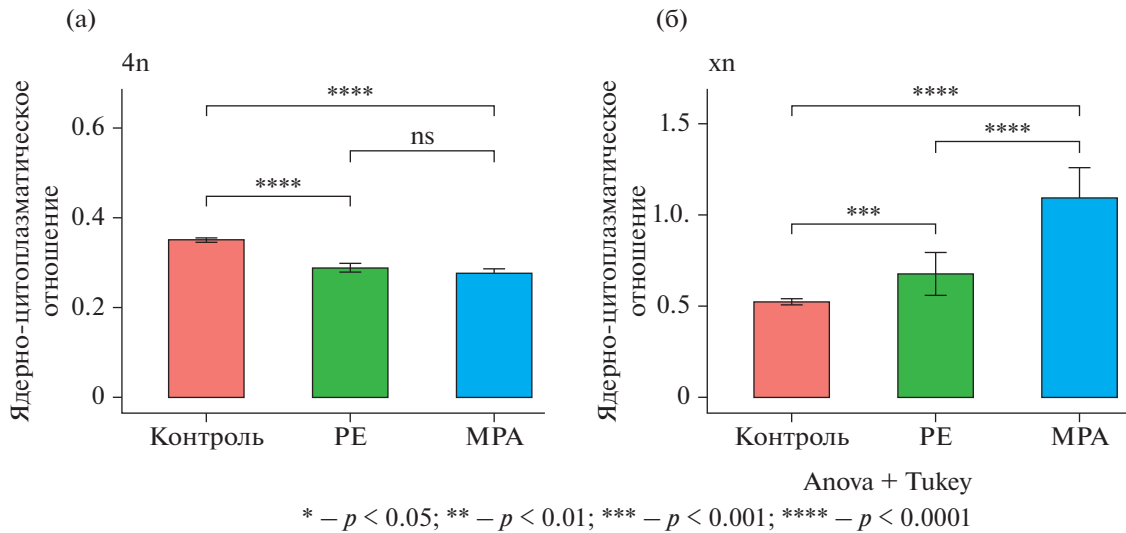 (а)
4n
Ядерно-цитоплазматическое
отношение
0.6
0.4
0.2
0
****
ns
****
Контроль
PE
MPA
(б)
xn
Ядерно-цитоплазматическое
отношение
1.5
1.0.
0.5
0
****
****
***
Контроль
PE
MPA
Anova + Tukey
* – p < 0.05; ** – p < 0.01; *** – p < 0.001; **** – p < 0.0001